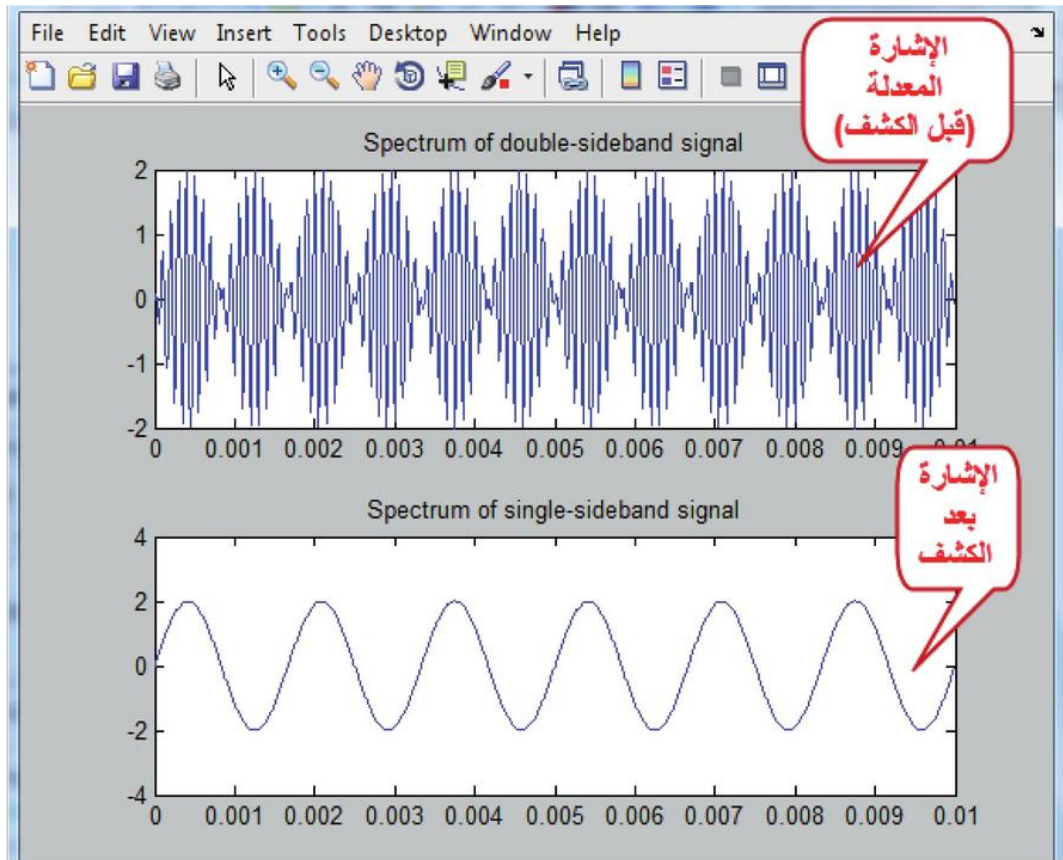 File Edit View Insert Tools Desktop Window Help
الإشارة
المعدلة
(قبل الكشف)
Spectrum of double-sideband signal
2
1
0
-1
-2
0 0.001 0.002 0.003 0.004 0.005 0.006 0.007 0.008 0.009 0.01
الإشارة
بعد
الكشف
Spectrum of single-sideband signal
4
2
0
-2
-4
0 0.001 0.002 0.003 0.004 0.005 0.006 0.007 0.008 0.009 0.01